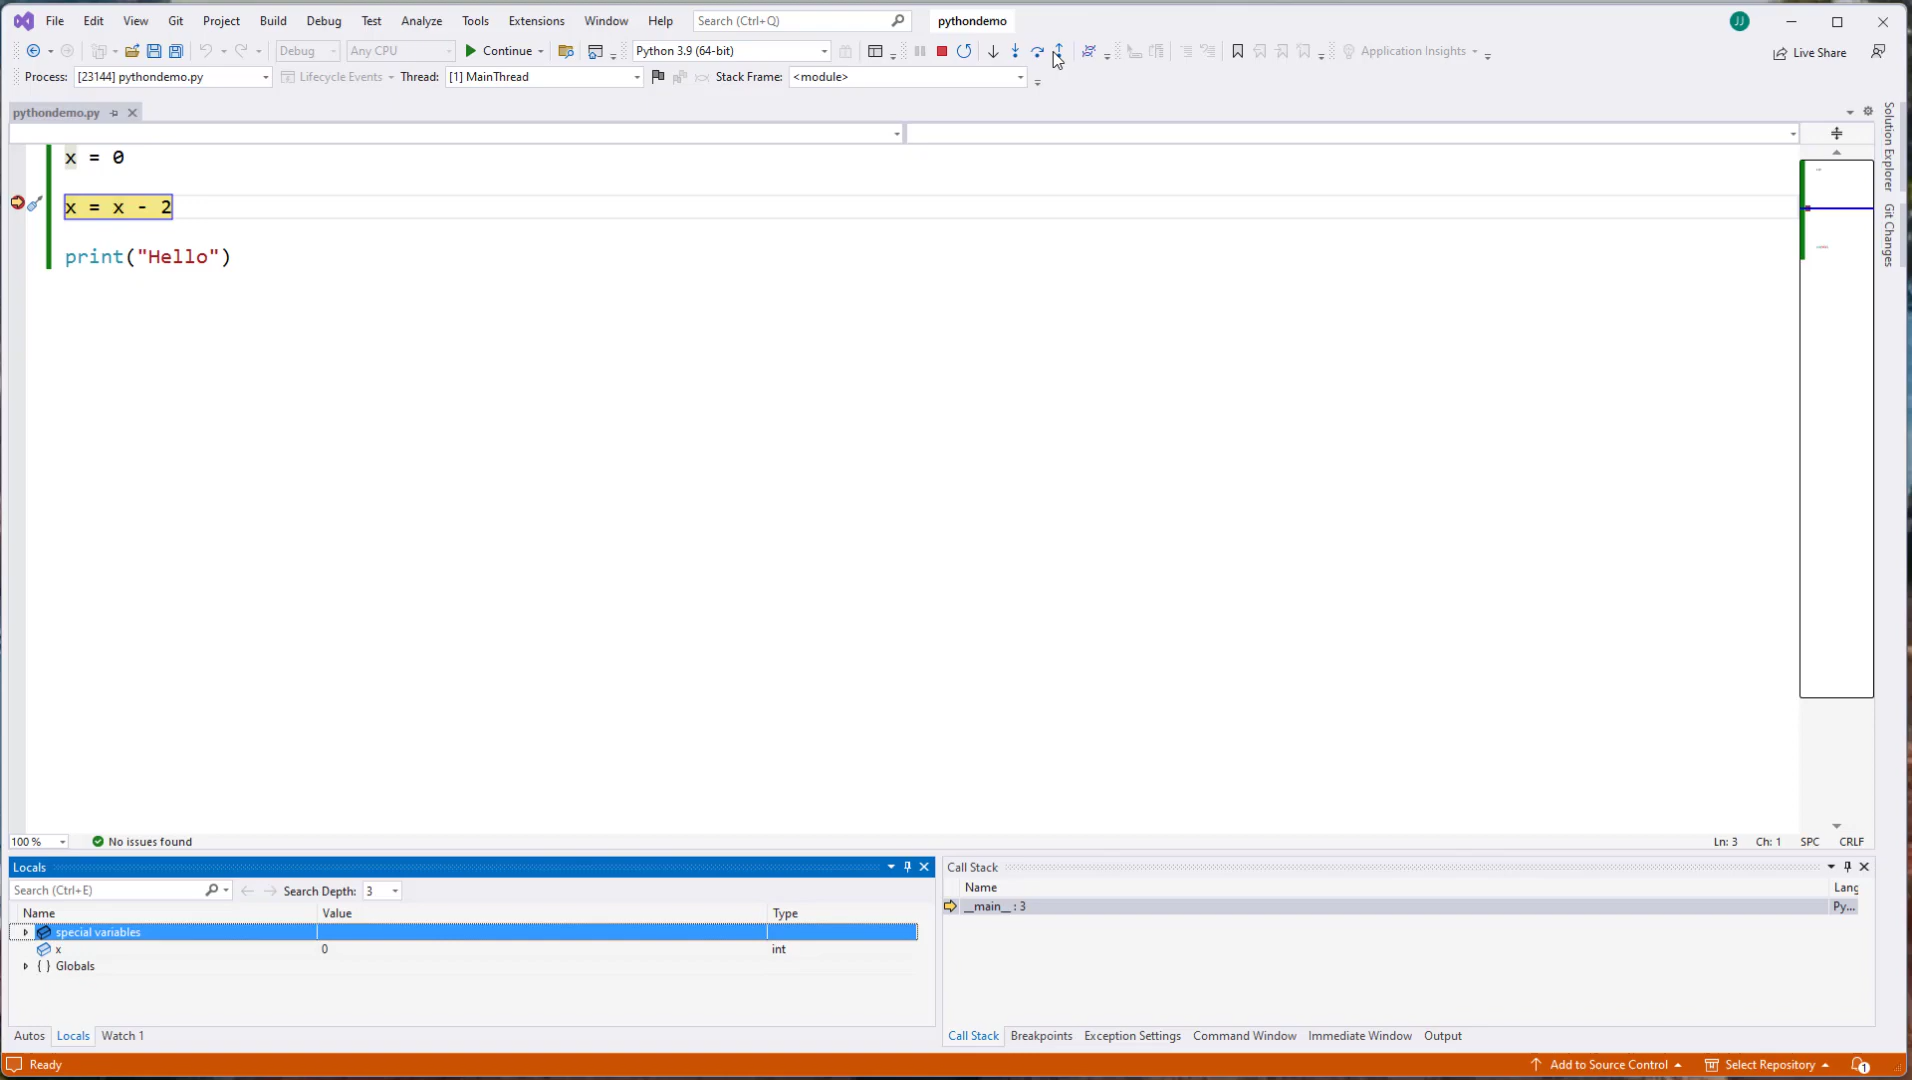 File Edit View Git Project Build Debug Test Analyze Tools Extensions Window Help Search (Ctrl+Q) pythondemo JJ
Debug Any CPU Continue Python 3.9 (64-bit) Application Insights Live Share
Process: [23144] pythondemo.py Lifecycle Events Thread: [1] MainThread Stack Frame: <module>
pythondemo.py
Solution Explorer
Git Changes
x = 0
x = x - 2
print("Hello")
100 % No issues found Ln: 3 Ch: 1 SPC CRLF
Locals
Search (Ctrl+E) Search Depth: 3
Name Value Type
special variables
x 0 int
{ } Globals
Autos Locals Watch 1
Call Stack
Name Lang
__main__ : 3 Py...
Call Stack Breakpoints Exception Settings Command Window Immediate Window Output
Ready Add to Source Control Select Repository 1